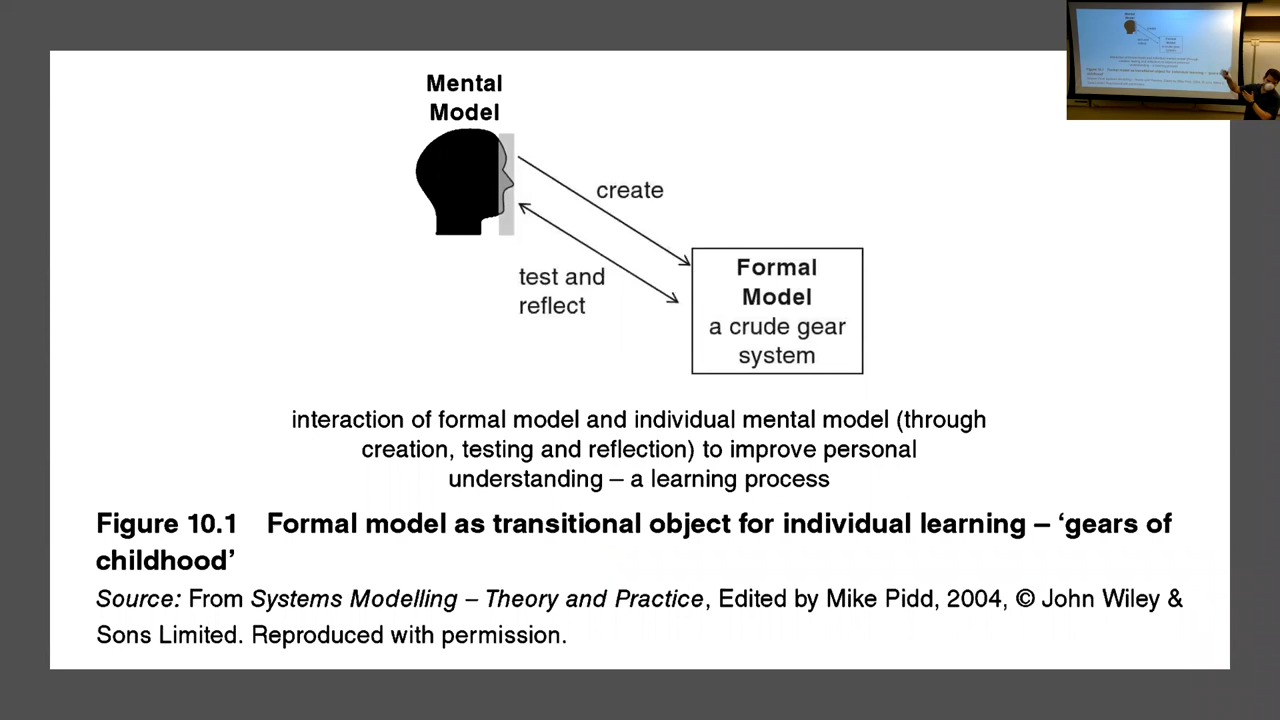 Mental
Model
create
test and
reflect
Formal
Model
a crude gear
system
interaction of formal model and individual mental model (through
creation, testing and reflection) to improve personal
understanding – a learning process
Figure 10.1 Formal model as transitional object for individual learning – ‘gears of
childhood’
Source: From Systems Modelling – Theory and Practice, Edited by Mike Pidd, 2004, © John Wiley &
Sons Limited. Reproduced with permission.